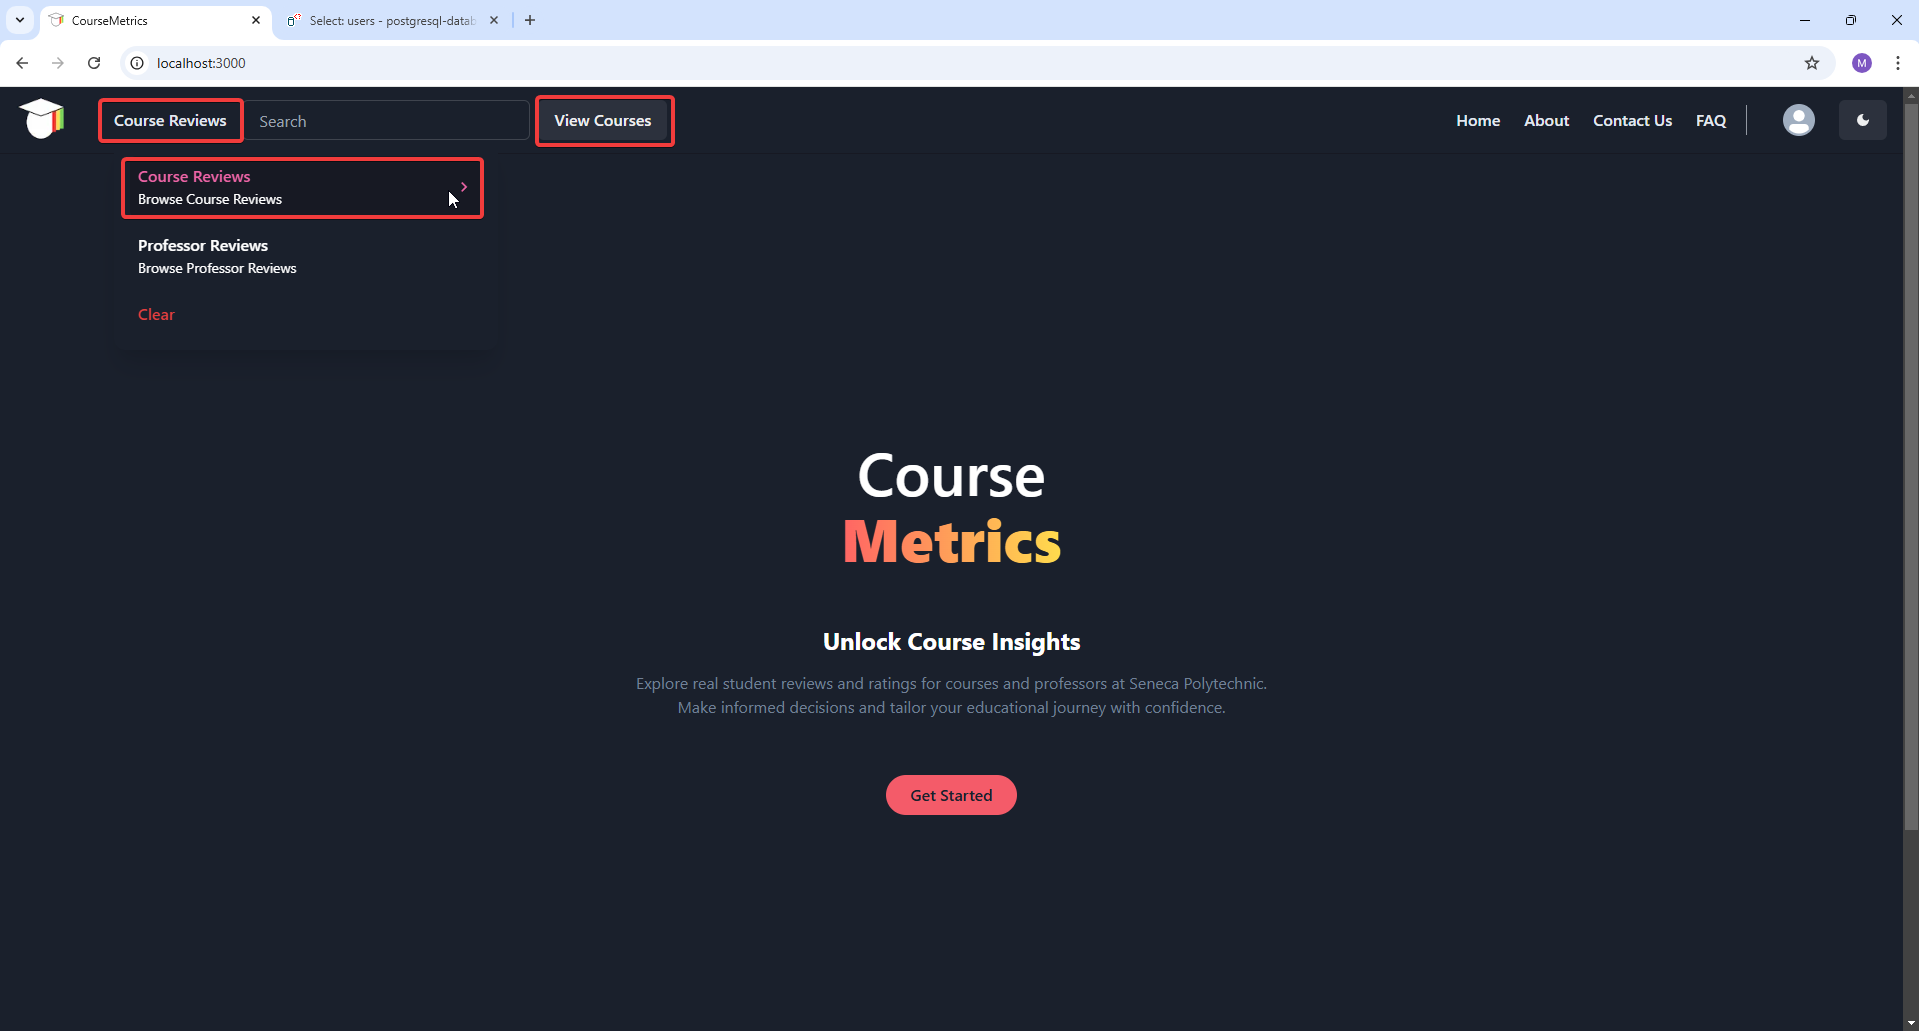 CourseMetrics
Select: users - postgresql-datab
localhost:3000
M
Course Reviews
Search
View Courses
Home
About
Contact Us
FAQ
Course Reviews
Browse Course Reviews
Professor Reviews
Browse Professor Reviews
Clear
Course
Metrics
Unlock Course Insights
Explore real student reviews and ratings for courses and professors at Seneca Polytechnic.
Make informed decisions and tailor your educational journey with confidence.
Get Started